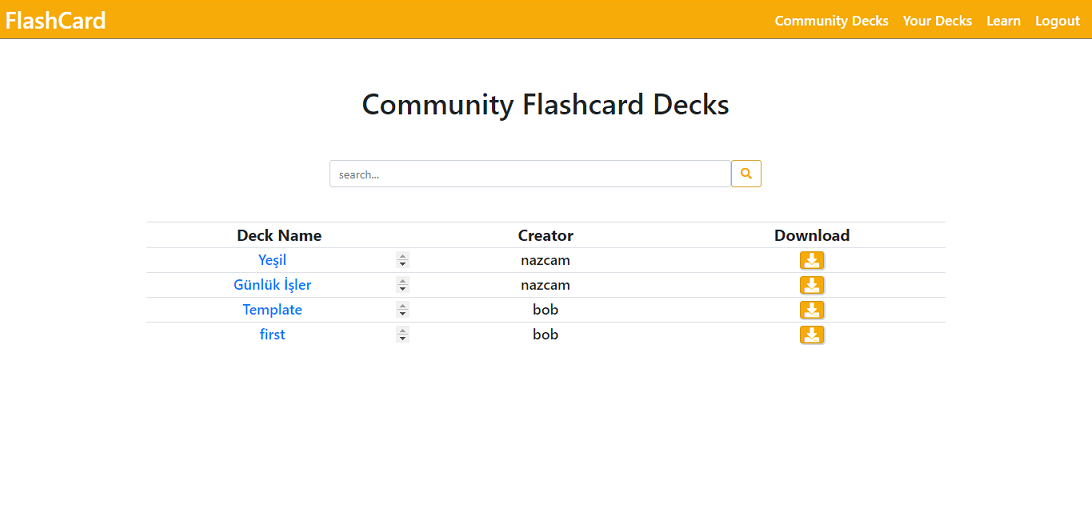 FlashCard Community Decks Your Decks Learn Logout
Community Flashcard Decks
search...
Deck Name Creator Download
Yeşil nazcam
Günlük İşler nazcam
Template bob
first bob